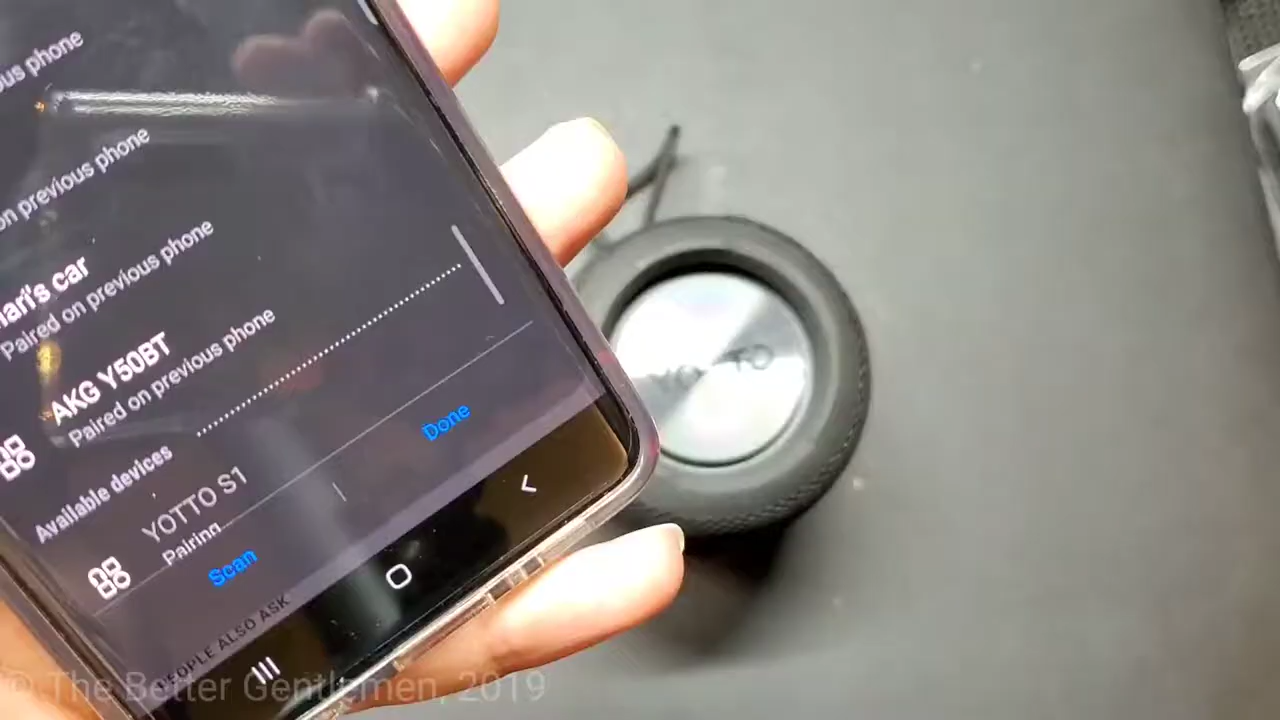 ous phone
on previous phone
nari's car
Paired on previous phone
AKG Y50BT
Paired on previous phone
Available devices
YOTTO S1
Pairing
Scan
Done
PEOPLE ALSO ASK
© The Better Gentlemen, 2019